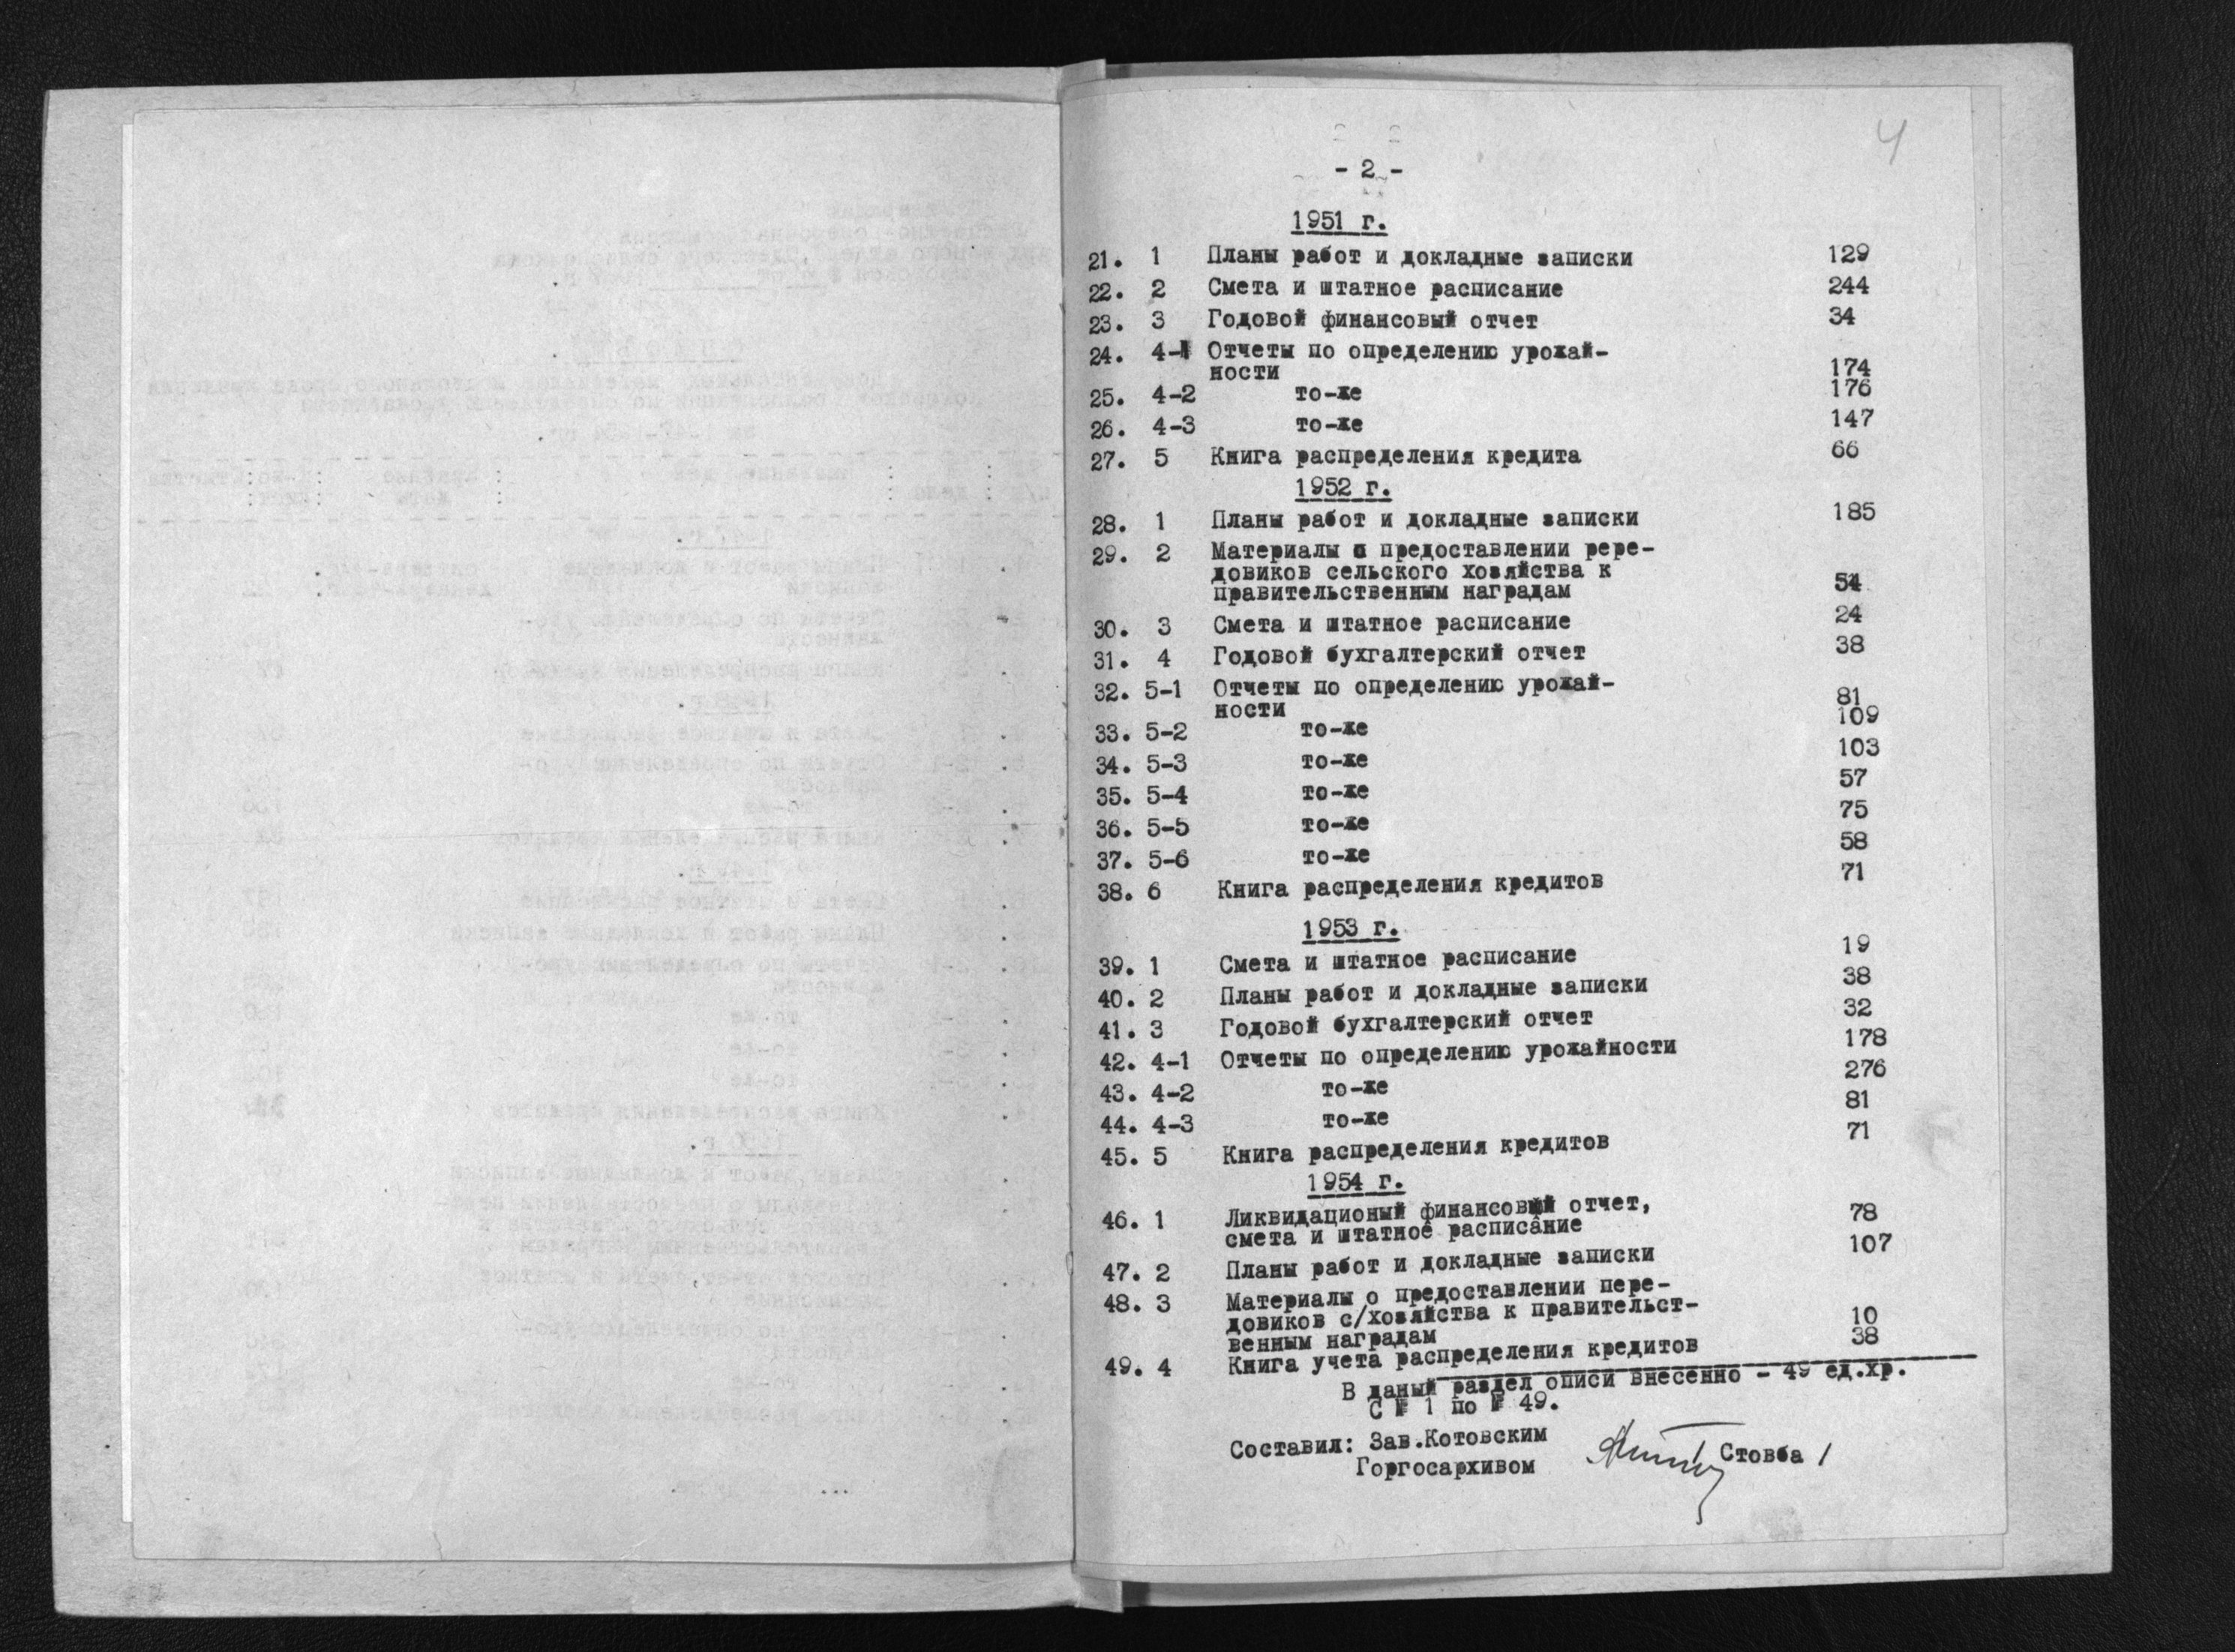 4
- 2 -
1951 г.
21. 1 Планы работ и докладные записки 129
22. 2 Смета и штатное расписание 244
23. 3 Годовой финансовый отчет 34
24. 4-1 Отчеты по определению урожай-
ности 174
25. 4-2 то-же 176
26. 4-3 то-же 147
27. 5 Книга распределения кредита 66
1952 г.
28. 1 Планы работ и докладные записки 185
29. 2 Материалы о предоставлении рере-
довиков сельского хозяйства к
правительственным наградам 54
30. 3 Смета и штатное расписание 24
31. 4 Годовой бухгалтерский отчет 38
32. 5-1 Отчеты по определению урожай-
ности 81
33. 5-2 то-же 109
34. 5-3 то-же 103
35. 5-4 то-же 57
36. 5-5 то-же 75
37. 5-6 то-же 58
38. 6 Книга распределения кредитов 71
1953 г.
39. 1 Смета и штатное расписание 19
40. 2 Планы работ и докладные записки 38
41. 3 Годовой бухгалтерский отчет 32
42. 4-1 Отчеты по определению урожайности 178
43. 4-2 то-же 276
44. 4-3 то-же 81
45. 5 Книга распределения кредитов 71
1954 г.
46. 1 Ликвидационый финансовый отчет,
смета и штатное расписание 78
47. 2 Планы работ и докладные записки 107
48. 3 Материалы о предоставлении пере-
довиков с/хозяйства к правительст-
венным наградам 10
49. 4 Книга учета распределения кредитов 38
В даный раздел описи внесенно - 49 ед.хр.
С № 1 по № 49.
Составил: Зав.Котовским
Горгосархивом Стовба /